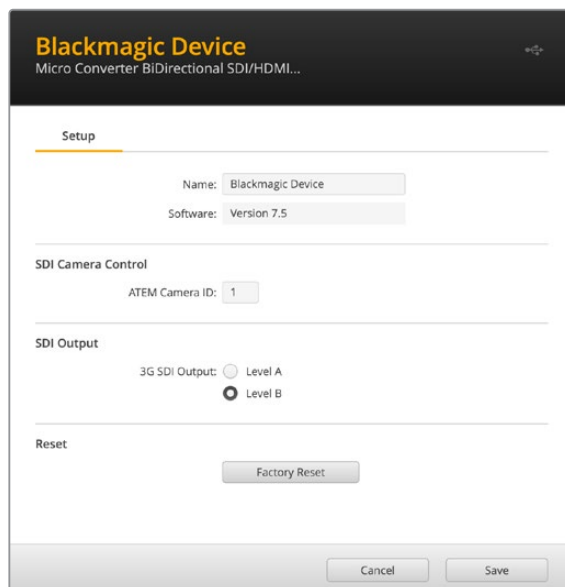 Blackmagic Device
Micro Converter BiDirectional SDI/HDMI...
Setup
Name: Blackmagic Device
Software: Version 7.5
SDI Camera Control
ATEM Camera ID: 1
SDI Output
3G SDI Output: Level A
Level B
Reset
Factory Reset
Cancel Save